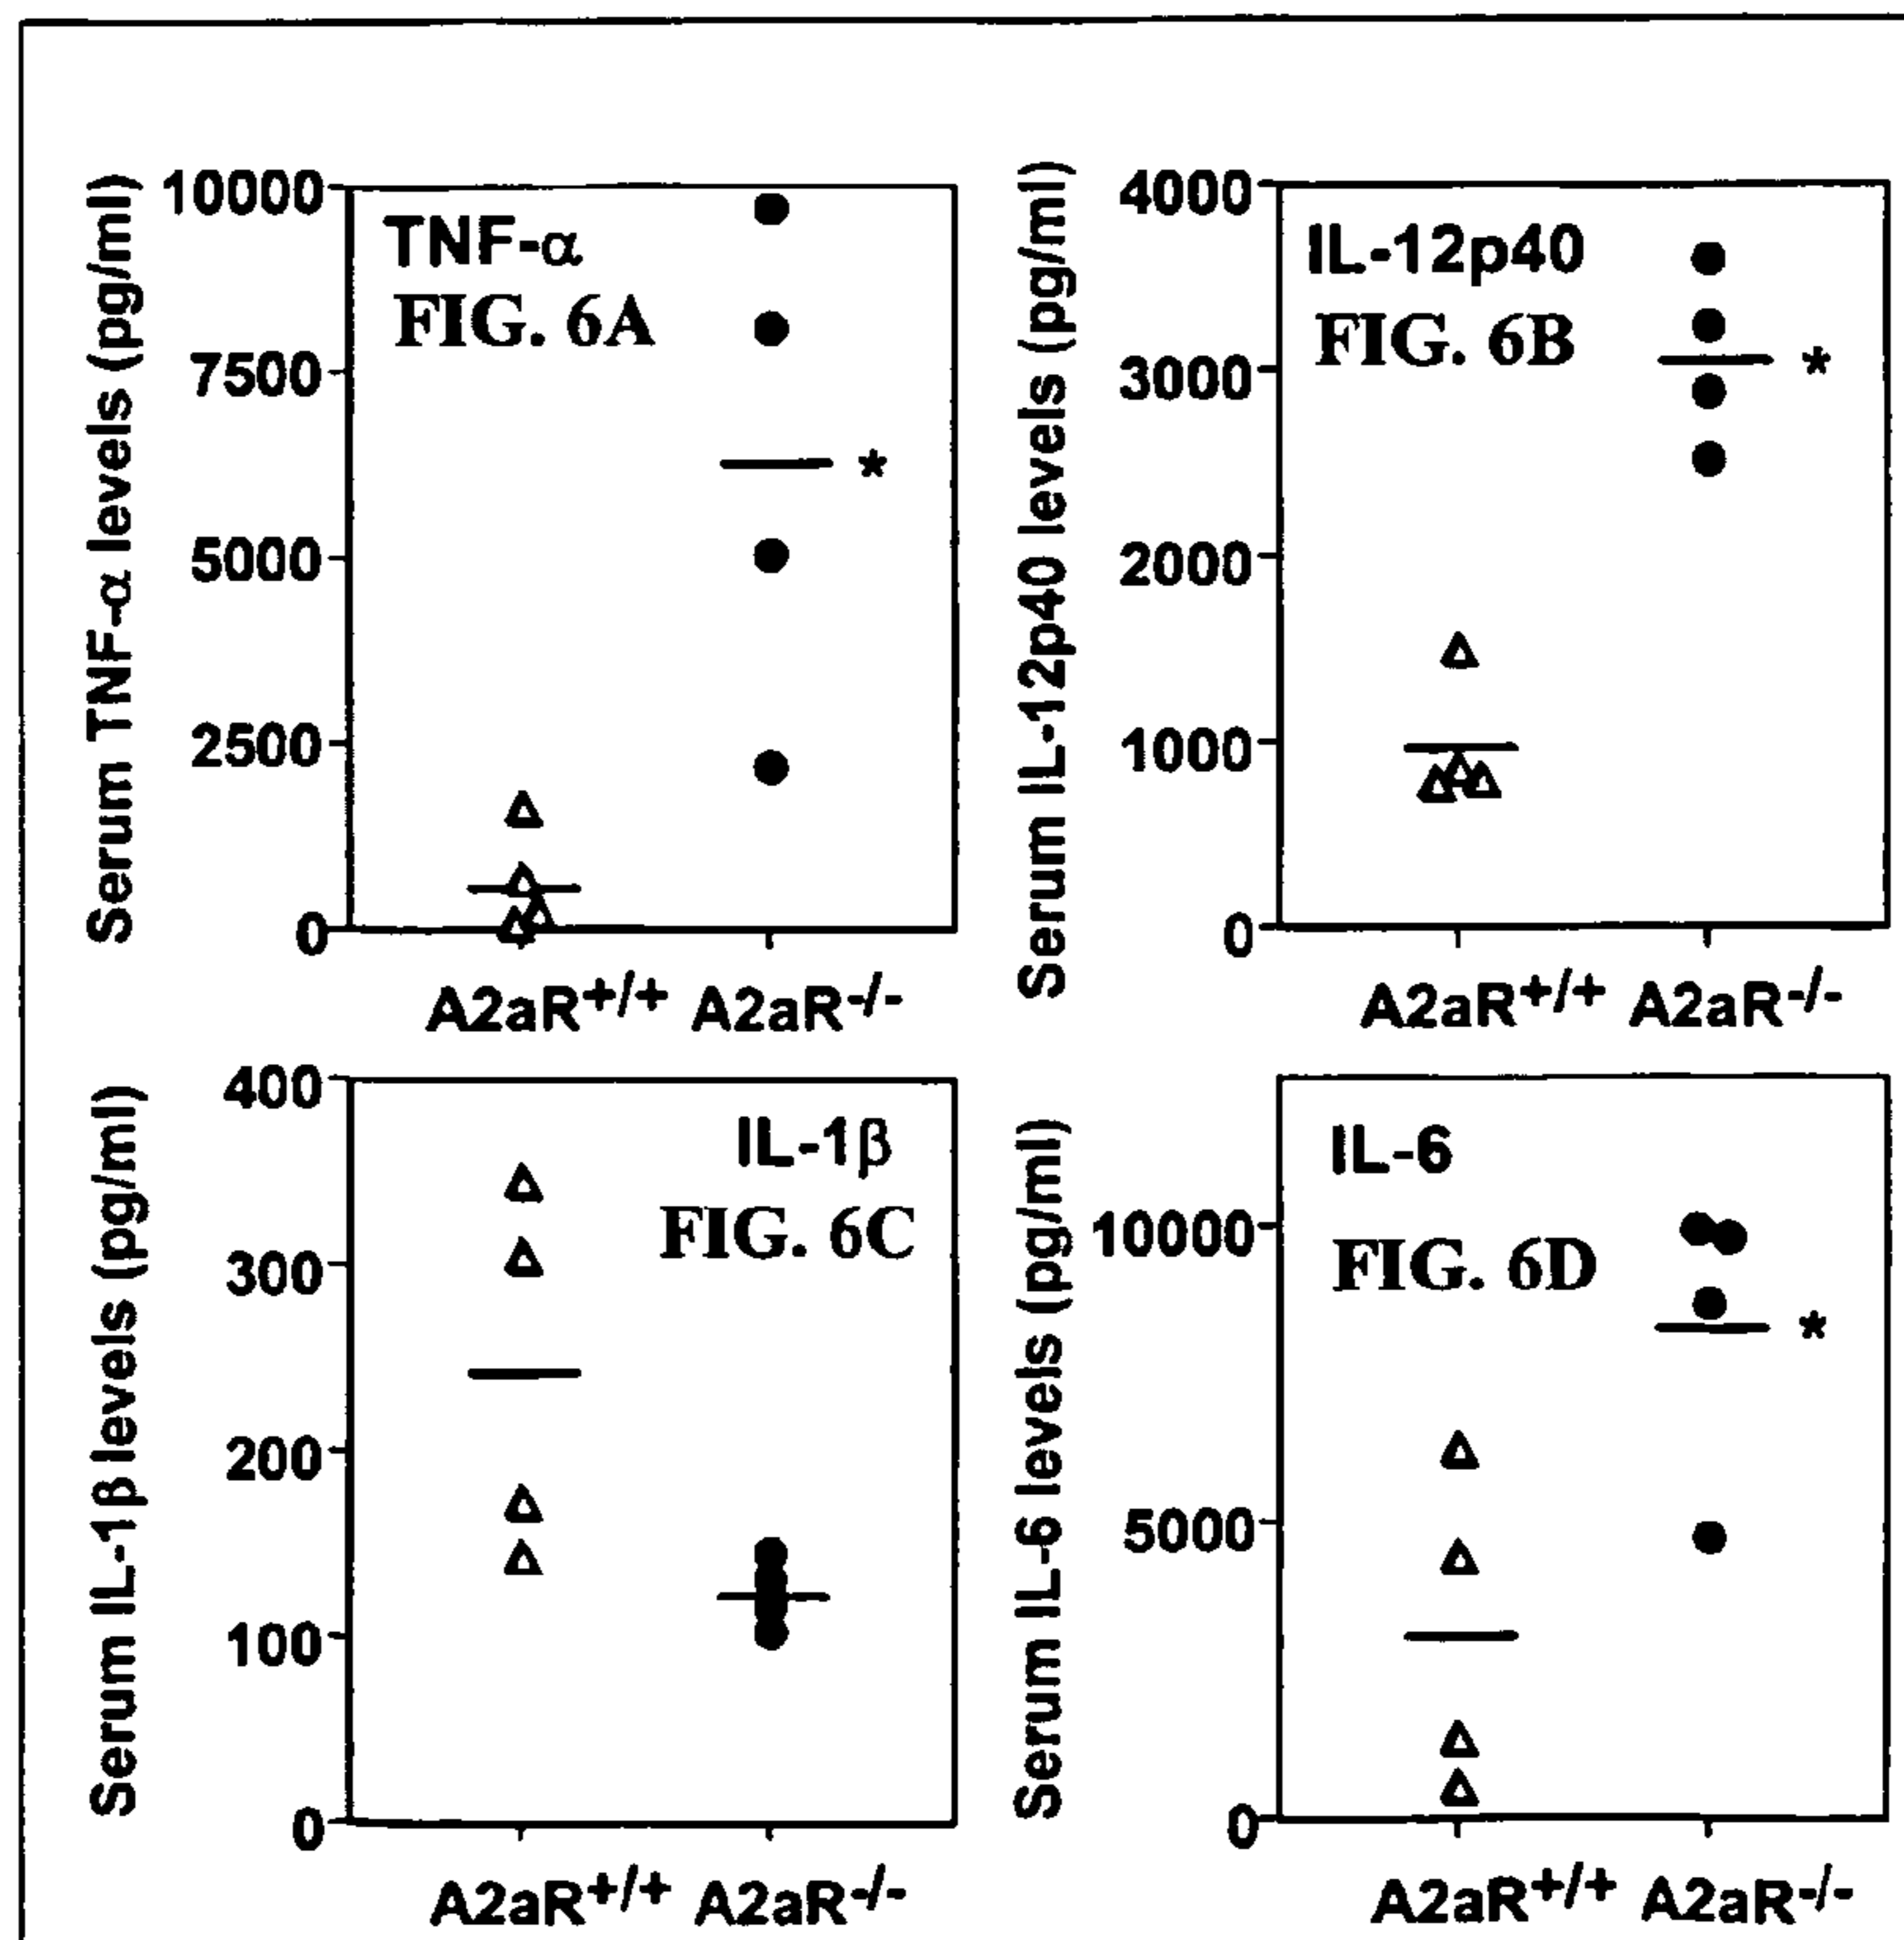 Serum TNF-α levels (pg/ml)
10000
7500
5000
2500
0
TNF-α
FIG. 6A
*
A2aR+/+ A2aR-/-
Serum IL-12p40 levels (pg/ml)
4000
3000
2000
1000
0
IL-12p40
FIG. 6B
*
A2aR+/+ A2aR-/-
Serum IL-1β levels (pg/ml)
400
300
200
100
0
IL-1β
FIG. 6C
A2aR+/+ A2aR-/-
Serum IL-6 levels (pg/ml)
10000
5000
0
IL-6
FIG. 6D
*
A2aR+/+ A2aR-/-